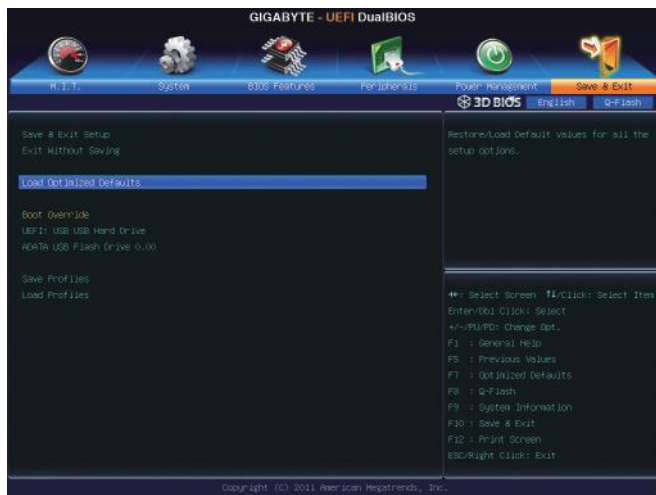 GIGABYTE - UEFI DualBIOS
M.I.T.
System
BIOS Features
Peripherals
Power Management
Save & Exit
3D BIOS
English
Q-Flash
Save & Exit Setup
Exit Without Saving
Load Optimized Defaults
Boot Override
UEFI: USB USB Hard Drive
ADATA USB Flash Drive 0.00
Save Profiles
Load Profiles
Restore/Load Default values for all the
setup options.
↔: Select Screen ↑↓/Click: Select Item
Enter/Dbl Click: Select
+/-/PU/PD: Change Opt.
F1 : General Help
F5 : Previous Values
F7 : Optimized Defaults
F8 : Q-Flash
F9 : System Information
F10 : Save & Exit
F12 : Print Screen
ESC/Right Click: Exit
Copyright (C) 2011 American Megatrends, Inc.